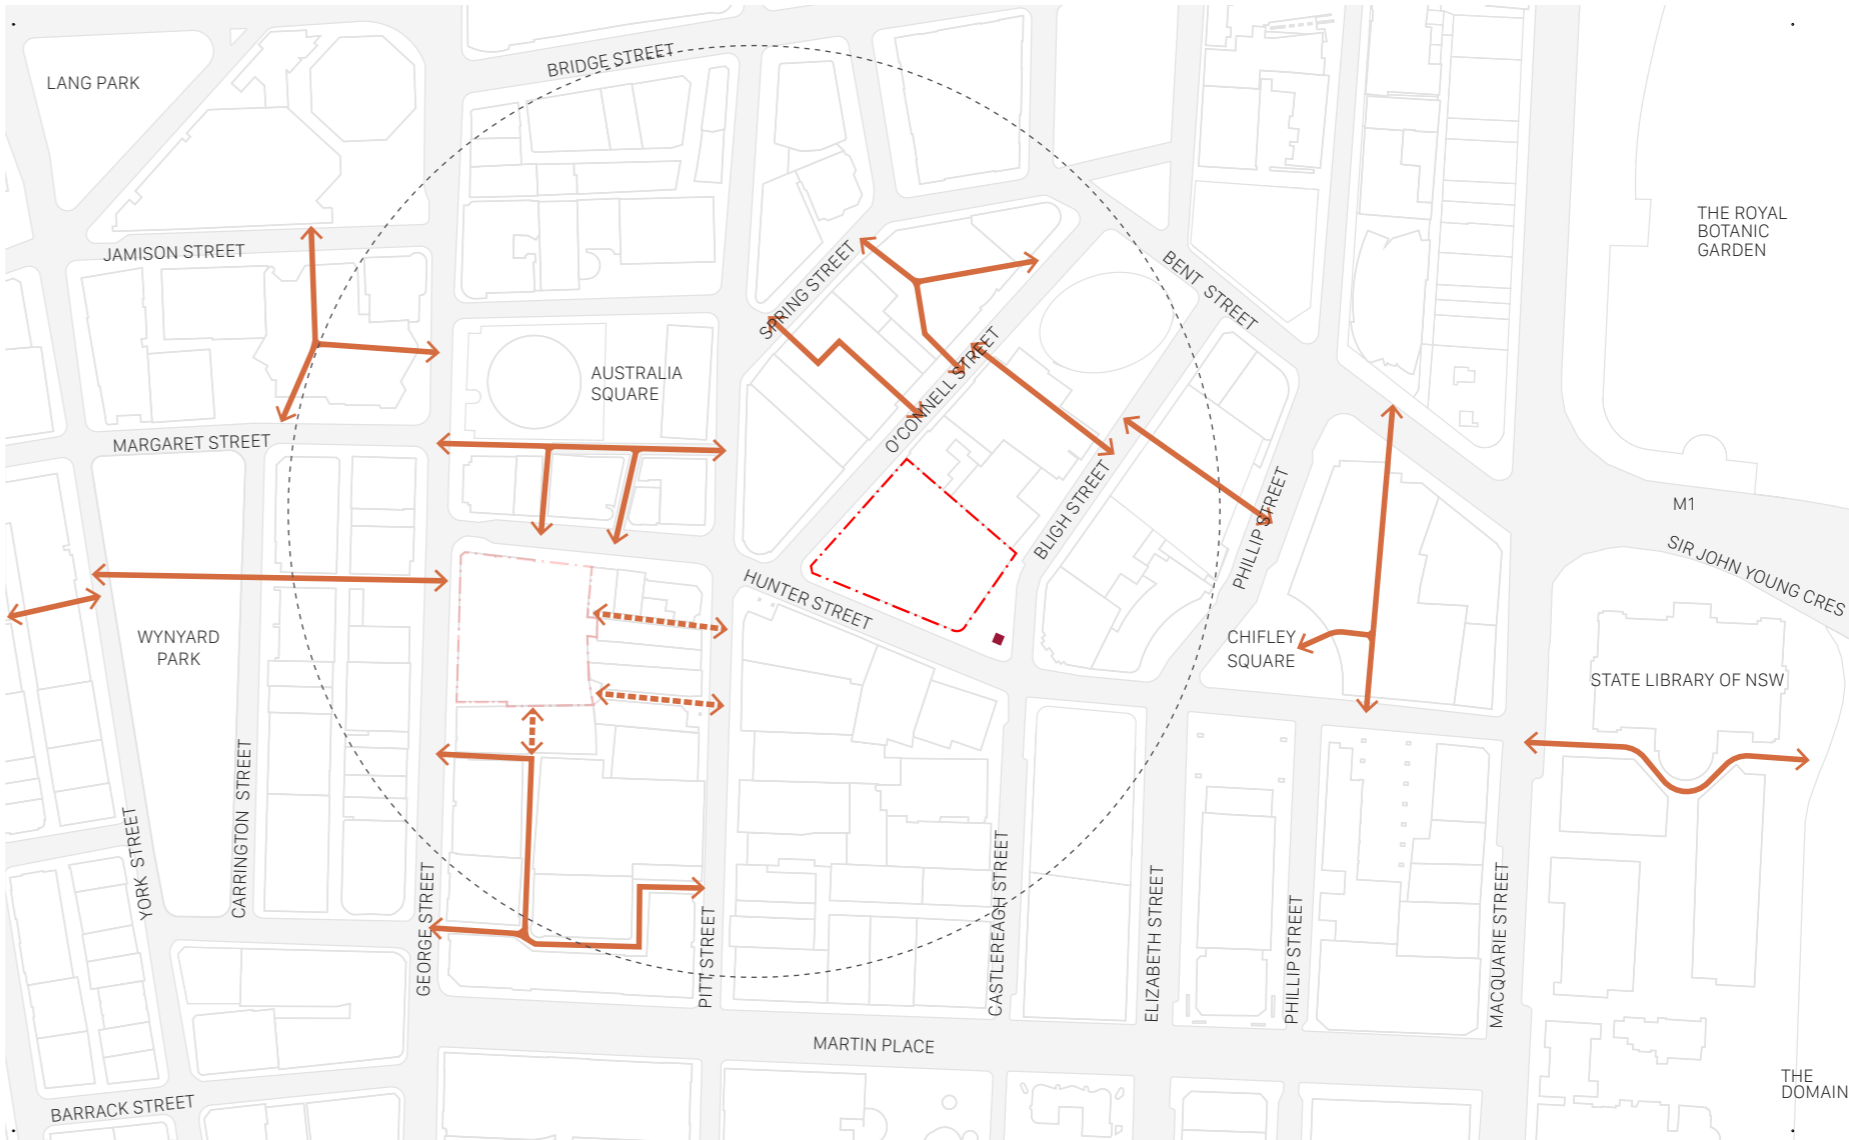 BRIDGE STREET
LANG PARK
THE ROYAL
BOTANIC
GARDEN
JAMISON STREET
SPRING STREET
BENT STREET
AUSTRALIA
SQUARE
O'CONNELL STREET
MARGARET STREET
M1
BLIGH STREET
PHILLIP STREET
SIR JOHN YOUNG CRES
HUNTER STREET
WYNYARD
PARK
CHIFLEY
SQUARE
STATE LIBRARY OF NSW
YORK STREET
CARRINGTON STREET
GEORGE STREET
PITT STREET
CASTLEREAGH STREET
ELIZABETH STREET
PHILLIP STREET
MACQUARIE STREET
MARTIN PLACE
THE
DOMAIN
BARRACK STREET